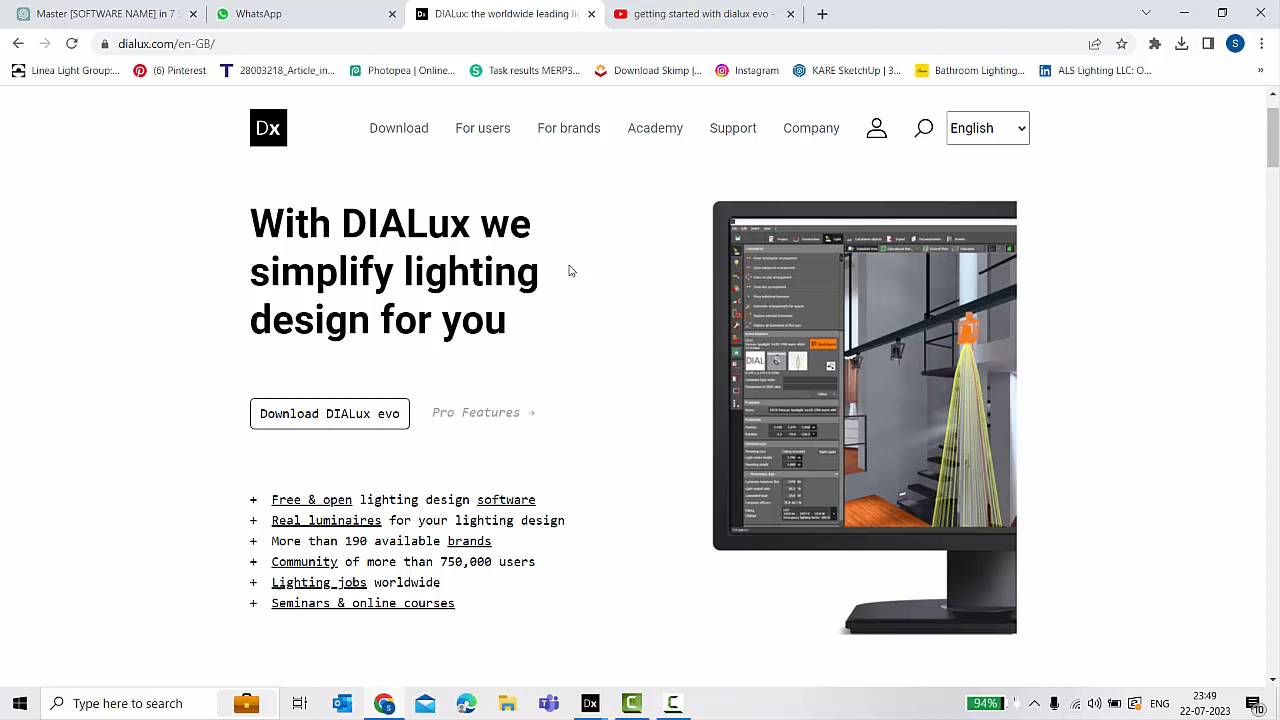 Master [SOFTWARE NAME] in 7 S
WhatsApp
DIALux: the worldwide leading lig
getting started with dialux evo -
dialux.com/en-GB/
S
Linea Light Group:...
(6) Pinterest
28003218_Article_in...
Photopea | Online...
Task results MERP3...
Download Skimp |...
Instagram
KARE SketchUp | 3...
Bathroom Lighting...
ALS Lighting LLC: O...
»
Dx
Download
For users
For brands
Academy
Support
Company
English
With DIALux we
simplify lighting
design for you
Download DIALux evo
Pro Features →
+ Free lighting design software
+ Real luminaires for your lighting design
+ More than 190 available brands
+ Community of more than 750,000 users
+ Lighting jobs worldwide
+ Seminars & online courses
DIAL
Type here to search
Dx
94%
ENG
23:49
22-07-2023